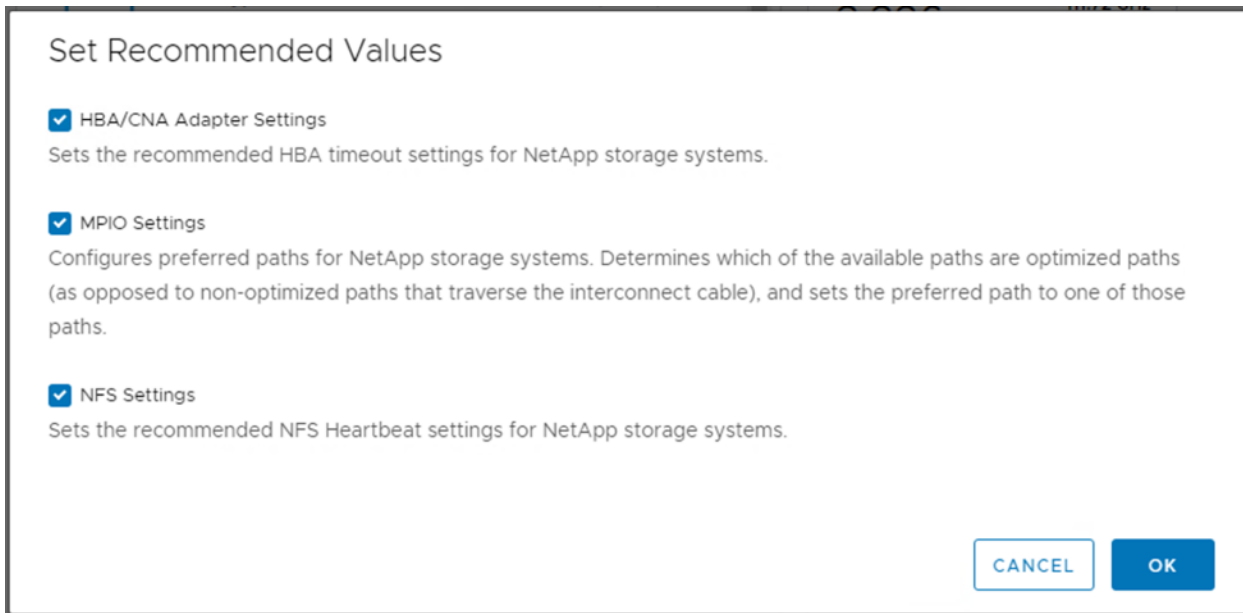 Set Recommended Values
HBA/CNA Adapter Settings
Sets the recommended HBA timeout settings for NetApp storage systems.
MPIO Settings
Configures preferred paths for NetApp storage systems. Determines which of the available paths are optimized paths
(as opposed to non-optimized paths that traverse the interconnect cable), and sets the preferred path to one of those
paths.
NFS Settings
Sets the recommended NFS Heartbeat settings for NetApp storage systems.
CANCEL OK